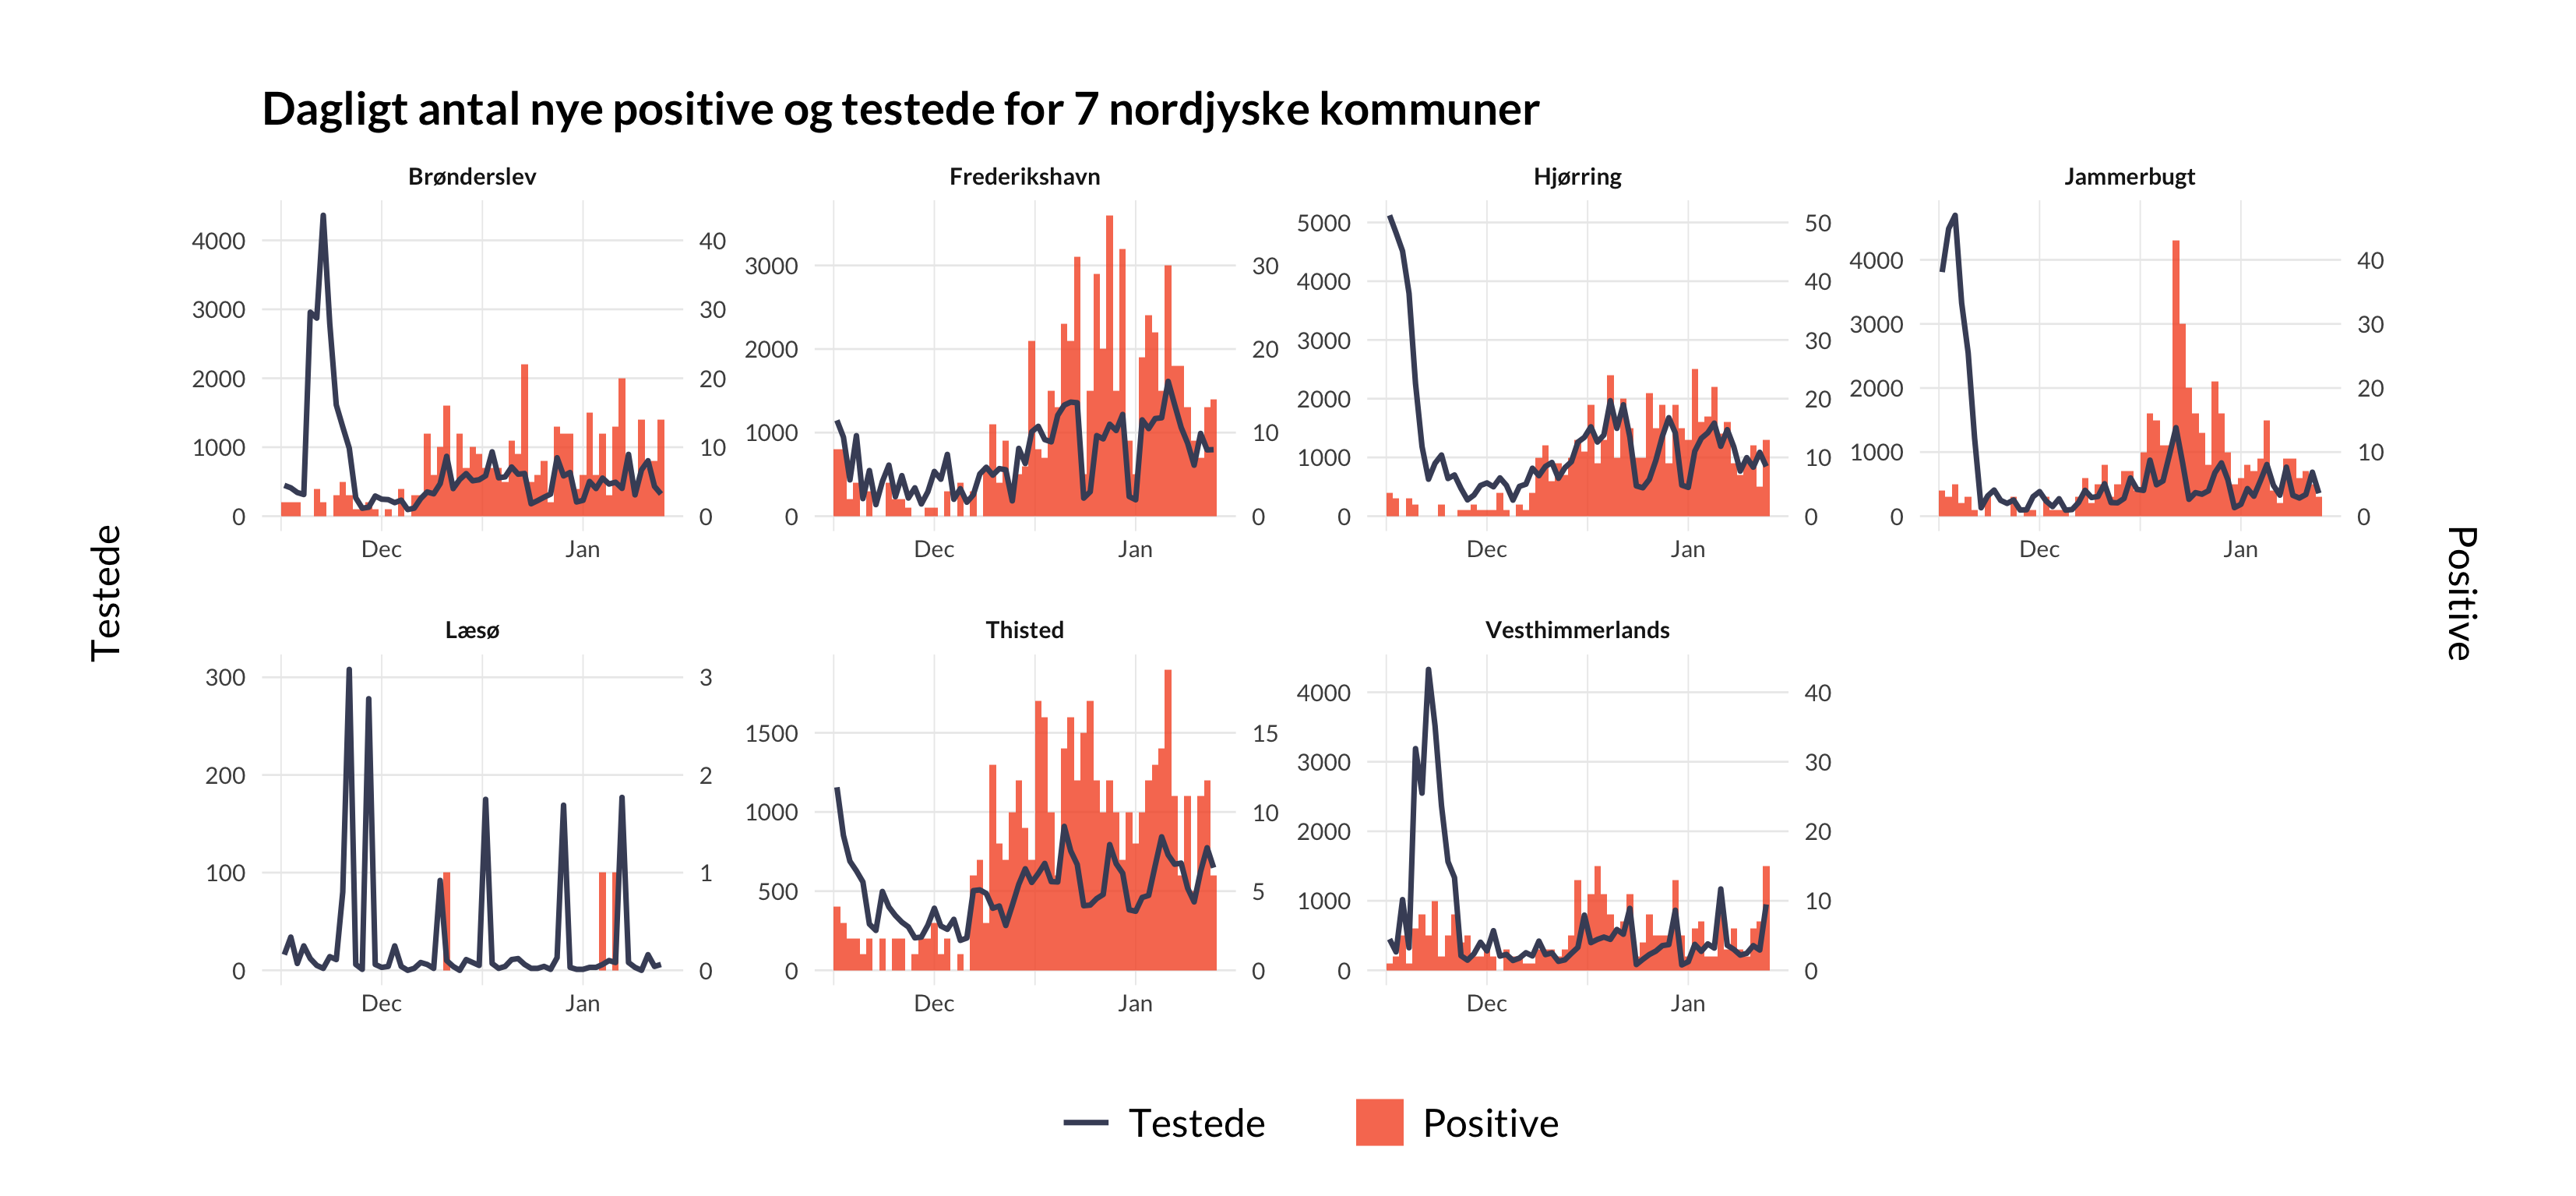 Dagligt antal nye positive og testede for 7 nordjyske kommuner
Brønderslev
Frederikshavn
Hjørring
Jammerbugt
4000
3000
2000
1000
0
40
30
20
10
0
Dec
Jan
3000
2000
1000
0
30
20
10
0
Dec
Jan
5000
4000
3000
2000
1000
0
50
40
30
20
10
0
Dec
Jan
4000
3000
2000
1000
0
40
30
20
10
0
Dec
Jan
Testede
Positive
Læsø
Thisted
Vesthimmerlands
300
200
100
0
3
2
1
0
Dec
Jan
1500
1000
500
0
15
10
5
0
Dec
Jan
4000
3000
2000
1000
0
40
30
20
10
0
Dec
Jan
Testede
Positive